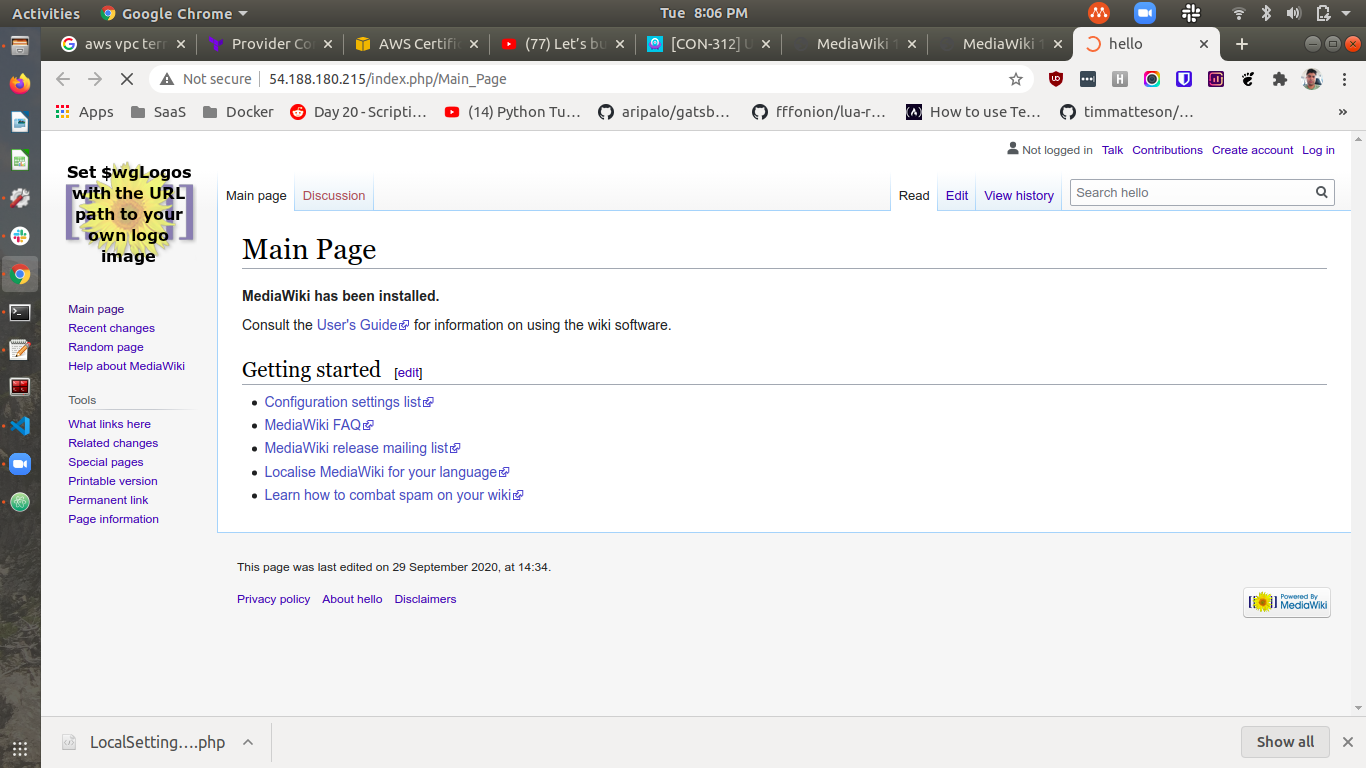 Activities Google Chrome Tue 8:06 PM
aws vpc terr (77) Provider Co AWS Certifi (77) Let's bu [CON-312] U MediaWiki 1 MediaWiki 1 hello
Not secure 54.188.180.215/index.php/Main_Page
Apps SaaS Docker Day 20 - Scripti… (14) Python Tu… aripalo/gatsb… fffonion/lua-r… How to use Te… timmatteson/… »
Not logged in Talk Contributions Create account Log in
Set $wgLogos
with the URL
path to your
own logo
image
Main page Discussion Read Edit View history Search hello
Main Page
MediaWiki has been installed.
Consult the User's Guide for information on using the wiki software.
Getting started [edit]
Configuration settings list
MediaWiki FAQ
MediaWiki release mailing list
Localise MediaWiki for your language
Learn how to combat spam on your wiki
Main page
Recent changes
Random page
Help about MediaWiki
Tools
What links here
Related changes
Special pages
Printable version
Permanent link
Page information
This page was last edited on 29 September 2020, at 14:34.
Privacy policy About hello Disclaimers
Powered By
MediaWiki
LocalSetting….php Show all